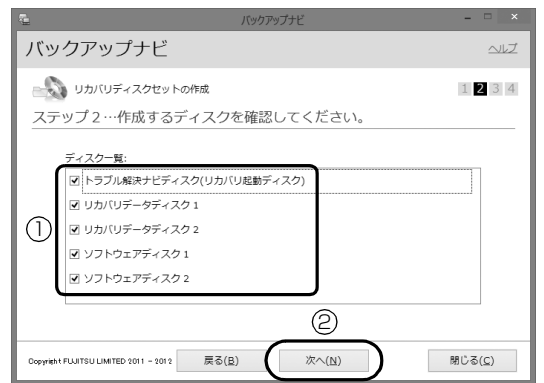 バックアップナビ
バックアップナビ
ヘルプ
リカバリディスクセットの作成
1 2 3 4
ステップ2…作成するディスクを確認してください。
ディスク一覧:
①
トラブル解決ナビディスク(リカバリ起動ディスク)
リカバリデータディスク 1
リカバリデータディスク 2
ソフトウェアディスク 1
ソフトウェアディスク 2
②
Copyright FUJITSU LIMITED 2011 - 2012
戻る(B)
次へ(N)
閉じる(C)